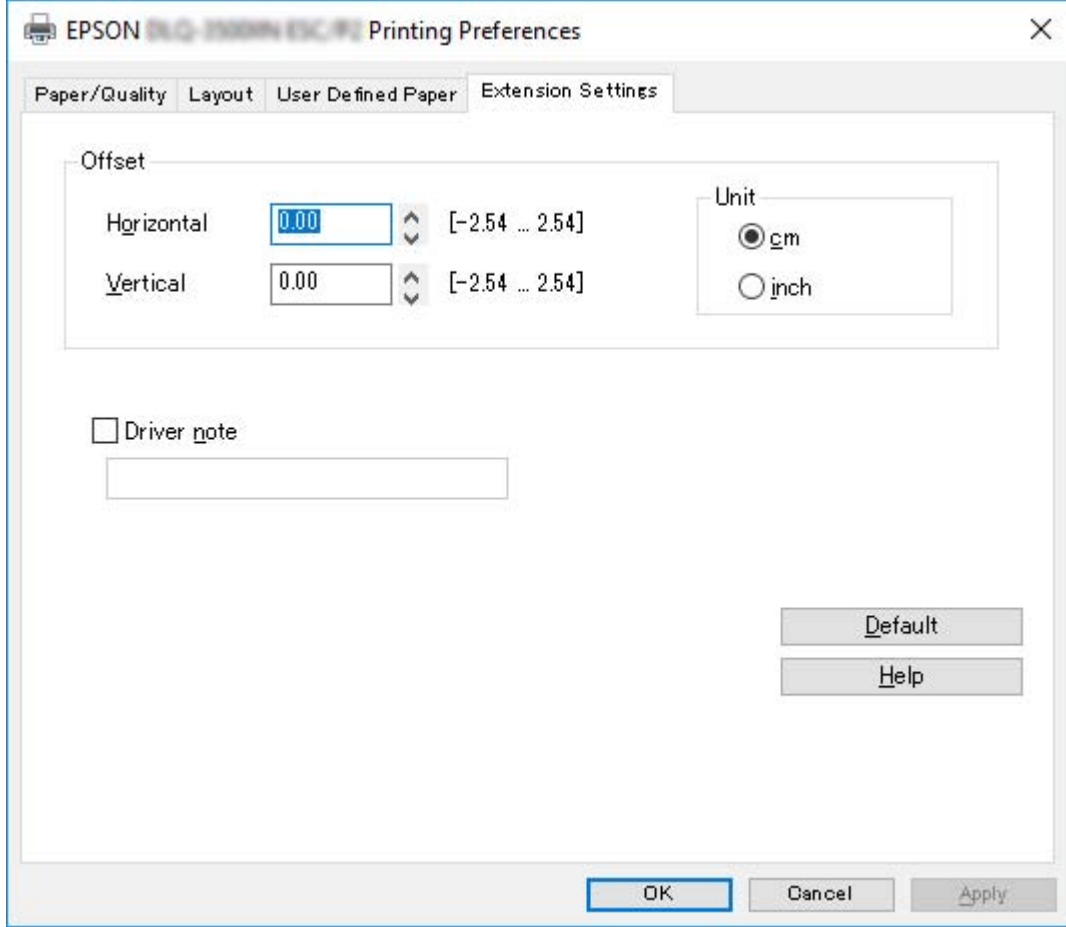 EPSON Printing Preferences
Paper/Quality Layout User Defined Paper Extension Settings
Offset
Horizontal 0.00 [-2.54 ... 2.54]
Vertical 0.00 [-2.54 ... 2.54]
Unit
cm
inch
Driver note
Default
Help
OK Cancel Apply